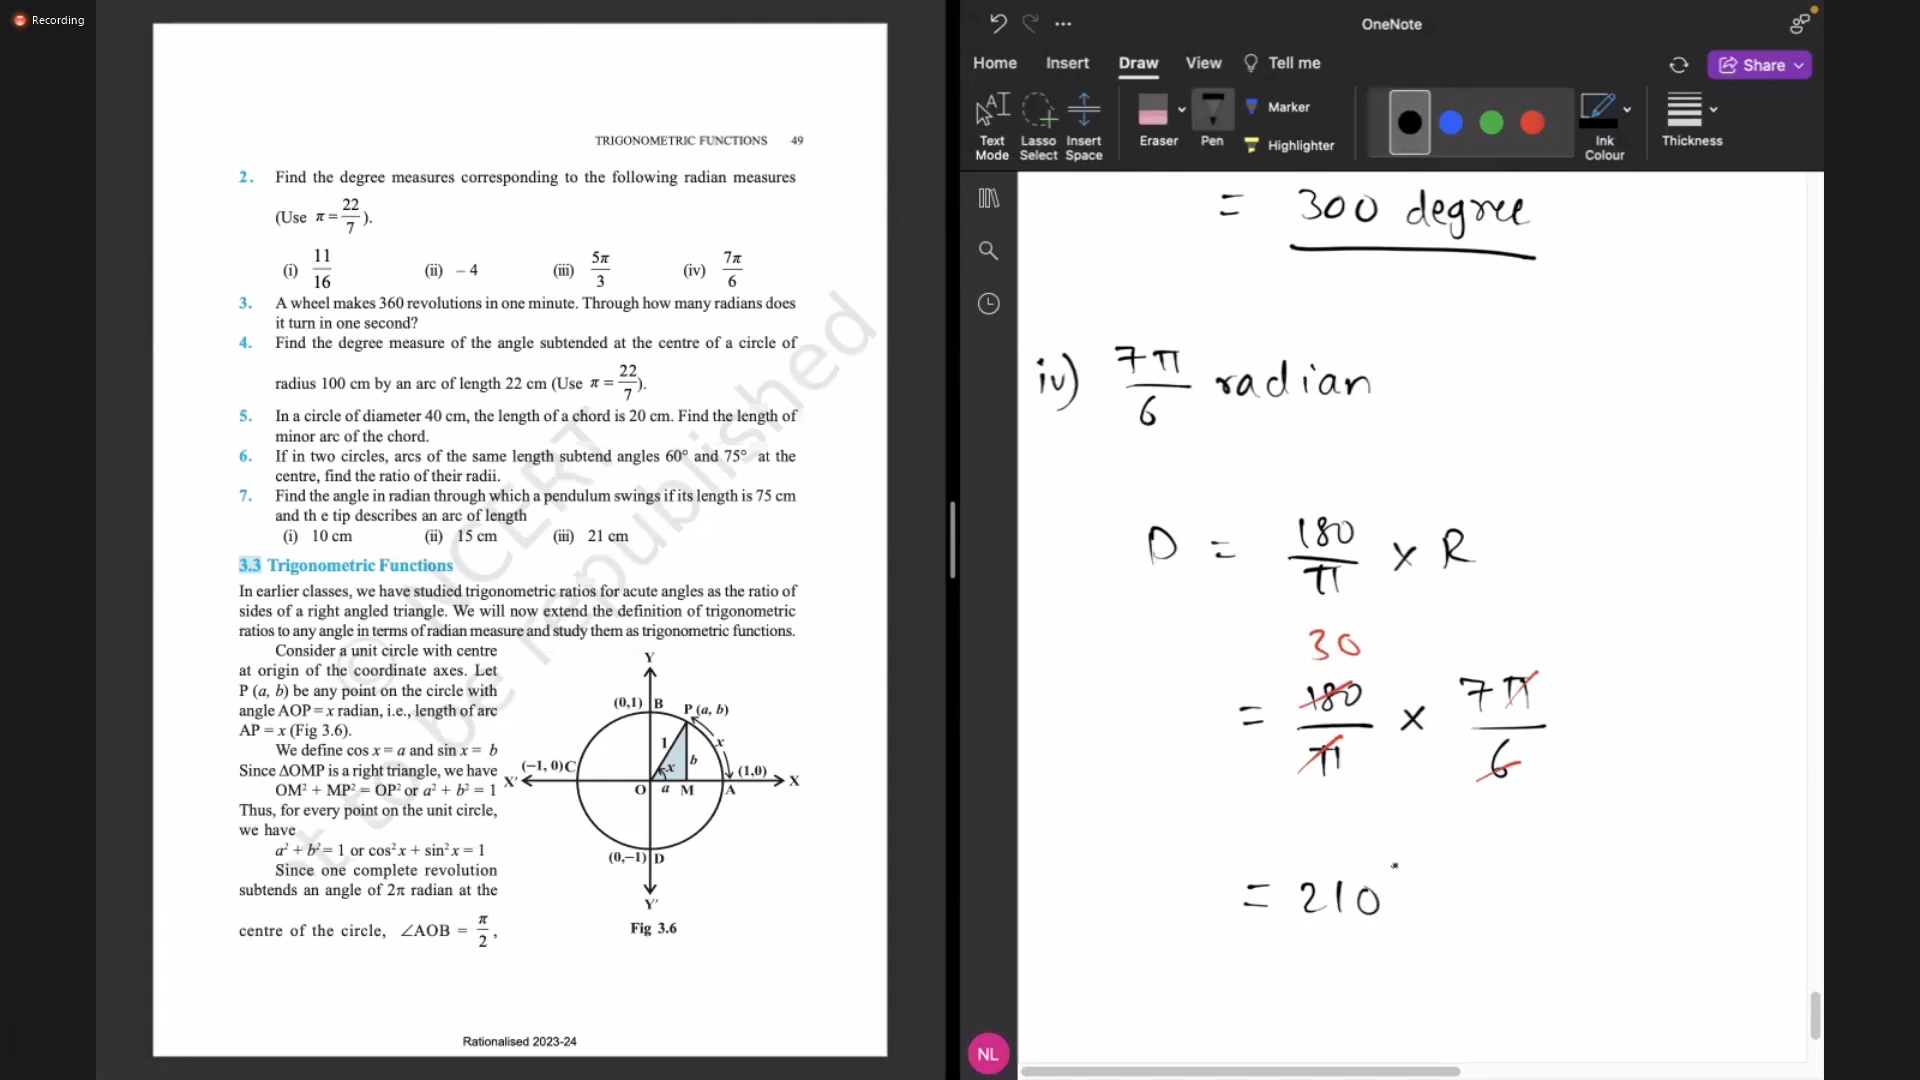 Recording
TRIGONOMETRIC FUNCTIONS 49
2. Find the degree measures corresponding to the following radian measures
(Use π = 22/7).
(i) 11/16 (ii) – 4 (iii) 5π/3 (iv) 7π/6
3. A wheel makes 360 revolutions in one minute. Through how many radians does
it turn in one second?
4. Find the degree measure of the angle subtended at the centre of a circle of
radius 100 cm by an arc of length 22 cm (Use π = 22/7).
5. In a circle of diameter 40 cm, the length of a chord is 20 cm. Find the length of
minor arc of the chord.
6. If in two circles, arcs of the same length subtend angles 60° and 75° at the
centre, find the ratio of their radii.
7. Find the angle in radian through which a pendulum swings if its length is 75 cm
and th e tip describes an arc of length
(i) 10 cm (ii) 15 cm (iii) 21 cm
3.3 Trigonometric Functions
In earlier classes, we have studied trigonometric ratios for acute angles as the ratio of
sides of a right angled triangle. We will now extend the definition of trigonometric
ratios to any angle in terms of radian measure and study them as trigonometric functions.
Consider a unit circle with centre
at origin of the coordinate axes. Let
P (a, b) be any point on the circle with
angle AOP = x radian, i.e., length of arc
AP = x (Fig 3.6).
We define cos x = a and sin x = b
Since ΔOMP is a right triangle, we have
OM² + MP² = OP² or a² + b² = 1
Thus, for every point on the unit circle,
we have
a² + b² = 1 or cos² x + sin² x = 1
Since one complete revolution
subtends an angle of 2π radian at the
centre of the circle, ∠AOB = π/2 ,
Y
(0,1) B P (a, b)
1 x
x b
(−1, 0) C (1,0)
X' O a M A X
(0,−1) D
Y'
Fig 3.6
© NCERT
not to be republished
Rationalised 2023-24
OneNote
Home Insert Draw View Tell me Share
Text Mode
Lasso Select
Insert Space
Eraser
Pen
Marker
Highlighter
Ink Colour
Thickness
= 300 degree
iv) 7π/6 radian
D = 180/π × R
30
= 180/π × 7π/6
= 210
NL